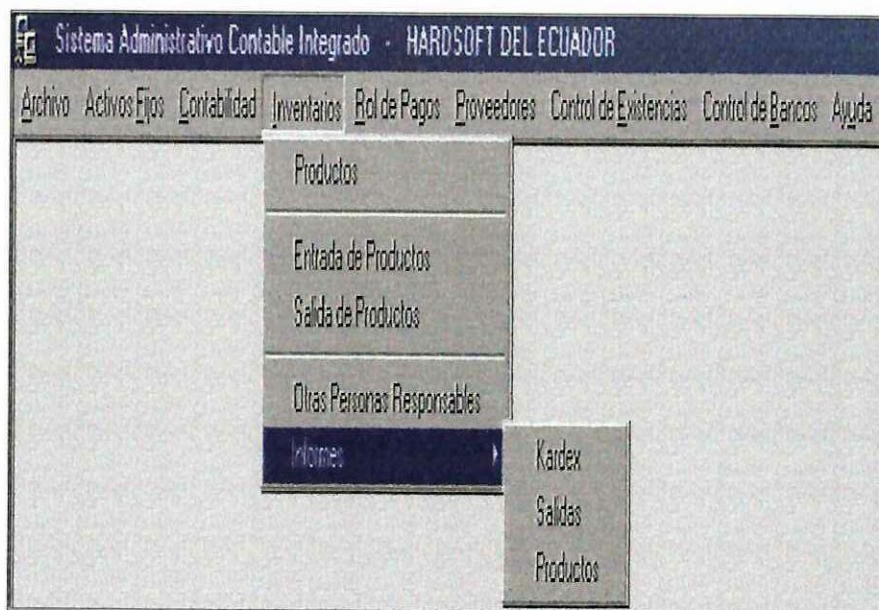 Sistema Administrativo Contable Integrado - HARDSOFT DEL ECUADOR
Archivo Activos Fijos Contabilidad Inventarios Rol de Pagos Proveedores Control de Existencias Control de Bancos Ayuda
Productos
Entrada de Productos
Salida de Productos
Otras Personas Responsables
Informes
Kardex
Salidas
Productos